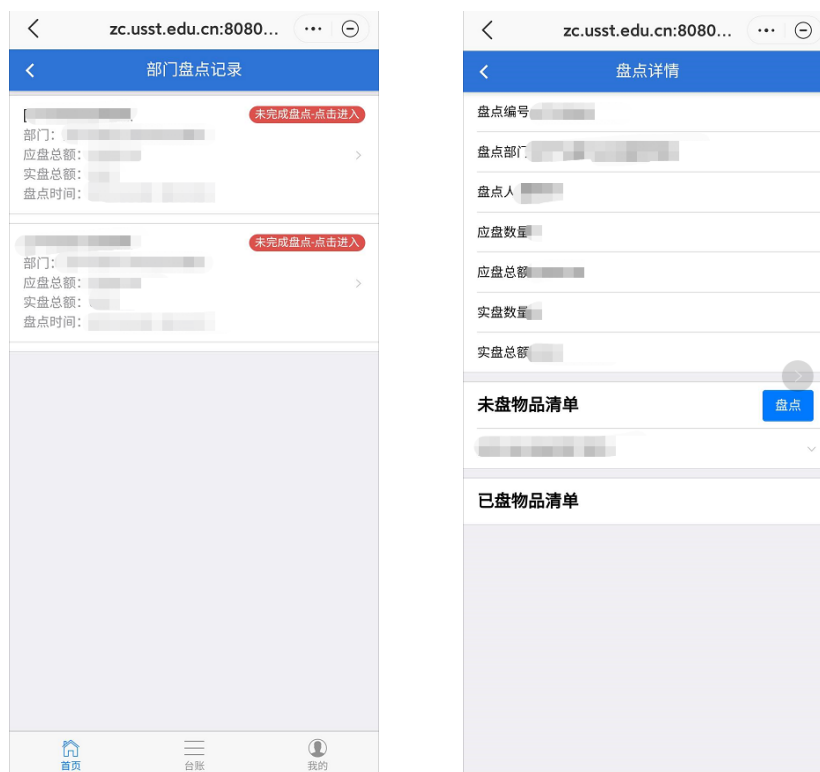 zc.usst.edu.cn:8080...
部门盘点记录
未完成盘点-点击进入
部门：
应盘总额：
实盘总额：
盘点时间：
未完成盘点-点击进入
部门：
应盘总额：
实盘总额：
盘点时间：
首页
台账
我的
zc.usst.edu.cn:8080...
盘点详情
盘点编号
盘点部门
盘点人
应盘数量
应盘总额
实盘数量
实盘总额
未盘物品清单
盘点
已盘物品清单